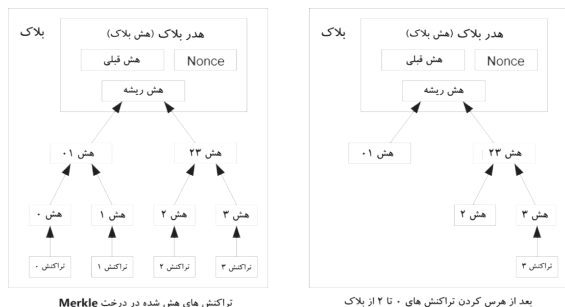 بلاک
هدر بلاک (هش بلاک)
هش قبلی
Nonce
هش ریشه
هش ۰۱
هش ۲۳
هش ۰
هش ۱
هش ۲
هش ۳
تراکنش ۰
تراکنش ۱
تراکنش ۲
تراکنش ۳
تراکنش های هش شده در درخت Merkle
بلاک
هدر بلاک (هش بلاک)
هش قبلی
Nonce
هش ریشه
هش ۰۱
هش ۲۳
هش ۲
هش ۳
تراکنش ۳
بعد از هرس کردن تراکنش های ۰ تا ۲ از بلاک